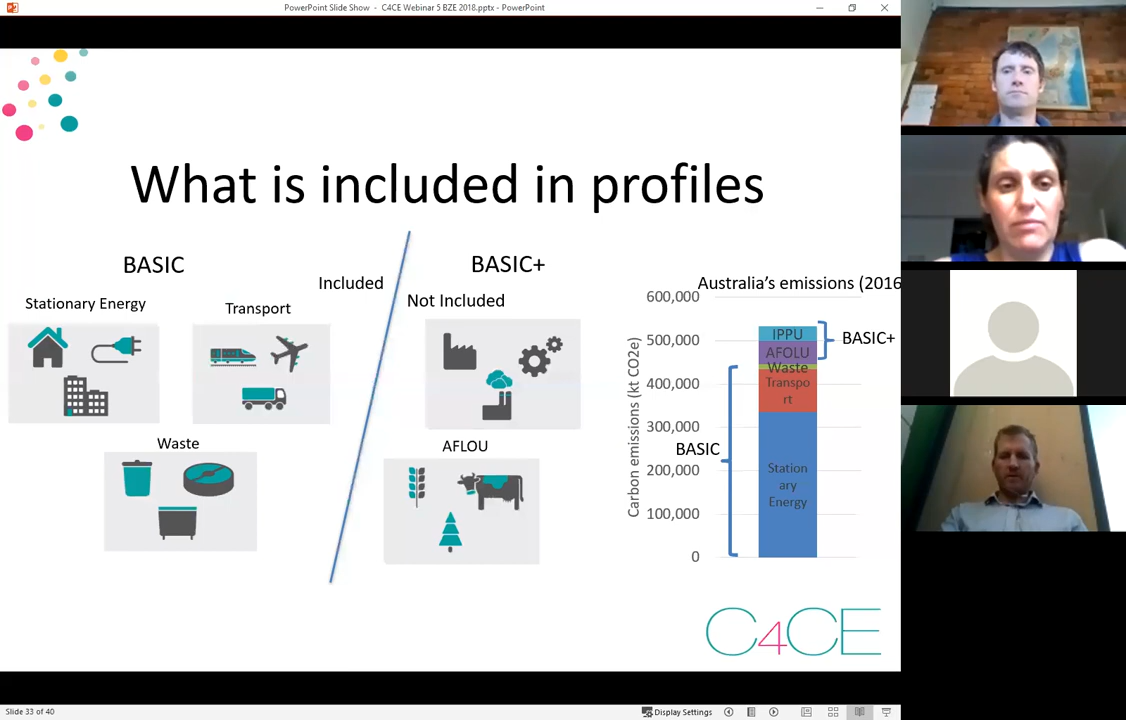 PowerPoint Slide Show - C4CE Webinar 5 BZE 2018.pptx - PowerPoint
What is included in profiles
BASIC
BASIC+
Included
Not Included
Stationary Energy
Transport
Waste
AFLOU
Australia's emissions (2016
Carbon emissions (kt CO2e)
600,000
500,000
400,000
300,000
200,000
100,000
0
IPPU
AFOLU
Waste
Transpo
rt
Station
ary
Energy
BASIC+
BASIC
C4CE
Slide 33 of 40
Display Settings